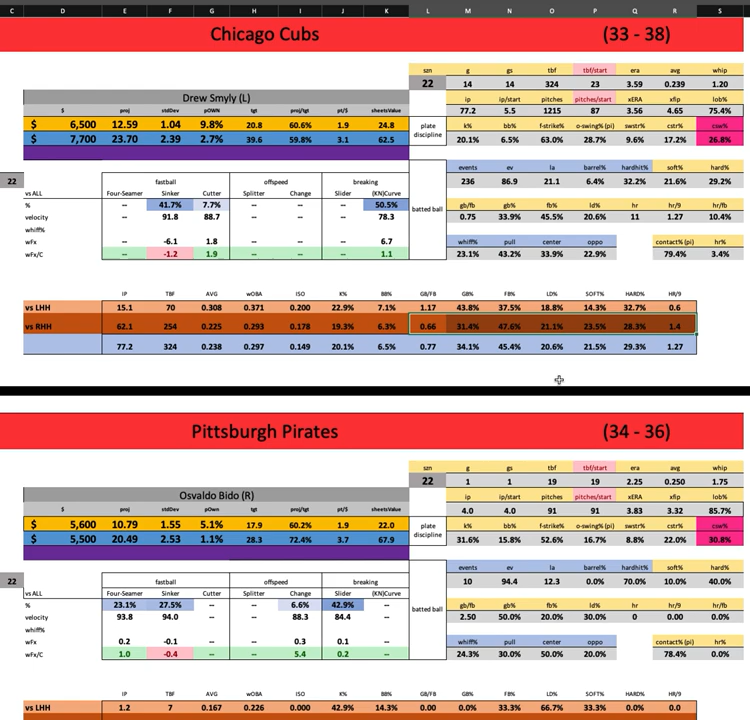 C D E F G H I J K L M N O P Q R S
Chicago Cubs (33 - 38)
szn g gs tbf tbf/start era avg whip
22 14 14 324 23 3.59 0.239 1.20
Drew Smyly (L) ip ip/start pitches pitches/start xERA xfip lob%
$ proj stdDev pOWN tgt proj/tgt pt/$ sheetsValue 77.2 5.5 1215 87 3.56 4.65 75.4%
$ 6,500 12.59 1.04 9.8% 20.8 60.6% 1.9 24.8 plate discipline k% bb% f-strike% o-swing% (pi) swstr% cstr% csw%
$ 7,700 23.70 2.39 2.7% 39.6 59.8% 3.1 62.5 20.1% 6.5% 63.0% 28.7% 9.6% 17.2% 26.8%
events ev la barrel% hardhit% soft% hard%
22 fastball offspeed breaking 236 86.9 21.1 6.4% 32.2% 21.6% 29.2%
vs ALL Four-Seamer Sinker Cutter Splitter Change Slider (KN)Curve
% -- 41.7% 7.7% -- -- -- 50.5% batted ball gb/fb gb% fb% ld% hr hr/9 hr/fb
velocity -- 91.8 88.7 -- -- -- 78.3 0.75 33.9% 45.5% 20.6% 11 1.27 10.4%
whiff%
wFx -- -6.1 1.8 -- -- -- 6.7 whiff% pull center oppo contact% (pi) hr%
wFx/C -- -1.2 1.9 -- -- -- 1.1 23.1% 43.2% 33.9% 22.9% 79.4% 3.4%
IP TBF AVG wOBA ISO K% BB% GB/FB GB% FB% LD% SOFT% HARD% HR/9
vs LHH 15.1 70 0.308 0.371 0.200 22.9% 7.1% 1.17 43.8% 37.5% 18.8% 14.3% 32.7% 0.6
vs RHH 62.1 254 0.225 0.293 0.178 19.3% 6.3% 0.66 31.4% 47.6% 21.1% 23.5% 28.3% 1.4
77.2 324 0.238 0.297 0.149 20.1% 6.5% 0.77 34.1% 45.4% 20.6% 21.5% 29.3% 1.27
Pittsburgh Pirates (34 - 36)
szn g gs tbf tbf/start era avg whip
22 1 1 19 19 2.25 0.250 1.75
Osvaldo Bido (R) ip ip/start pitches pitches/start xERA xfip lob%
$ proj stdDev pOwn tgt proj/tgt pt/$ sheetsValue 4.0 4.0 91 91 3.83 3.32 85.7%
$ 5,600 10.79 1.55 5.1% 17.9 60.2% 1.9 22.0 plate discipline k% bb% f-strike% o-swing% (pi) swstr% cstr% csw%
$ 5,500 20.49 2.53 1.1% 28.3 72.4% 3.7 67.9 31.6% 15.8% 52.6% 16.7% 8.8% 22.0% 30.8%
events ev la barrel% hardhit% soft% hard%
22 fastball offspeed breaking 10 94.4 12.3 0.0% 70.0% 10.0% 40.0%
vs ALL Four-Seamer Sinker Cutter Splitter Change Slider (KN)Curve
% 23.1% 27.5% -- -- 6.6% 42.9% -- batted ball gb/fb gb% fb% ld% hr hr/9 hr/fb
velocity 93.8 94.0 -- -- 88.3 84.4 -- 2.50 50.0% 20.0% 30.0% 0 0.00 0.0%
whiff%
wFx 0.2 -0.1 -- -- 0.3 0.1 -- whiff% pull center oppo contact% (pi) hr%
wFx/C 1.0 -0.4 -- -- 5.4 0.2 -- 24.3% 30.0% 50.0% 20.0% 78.4% 0.0%
IP TBF AVG wOBA ISO K% BB% GB/FB GB% FB% LD% SOFT% HARD% HR/9
vs LHH 1.2 7 0.167 0.226 0.000 42.9% 14.3% 0.00 0.0% 33.3% 66.7% 33.3% 0.0% 0.0